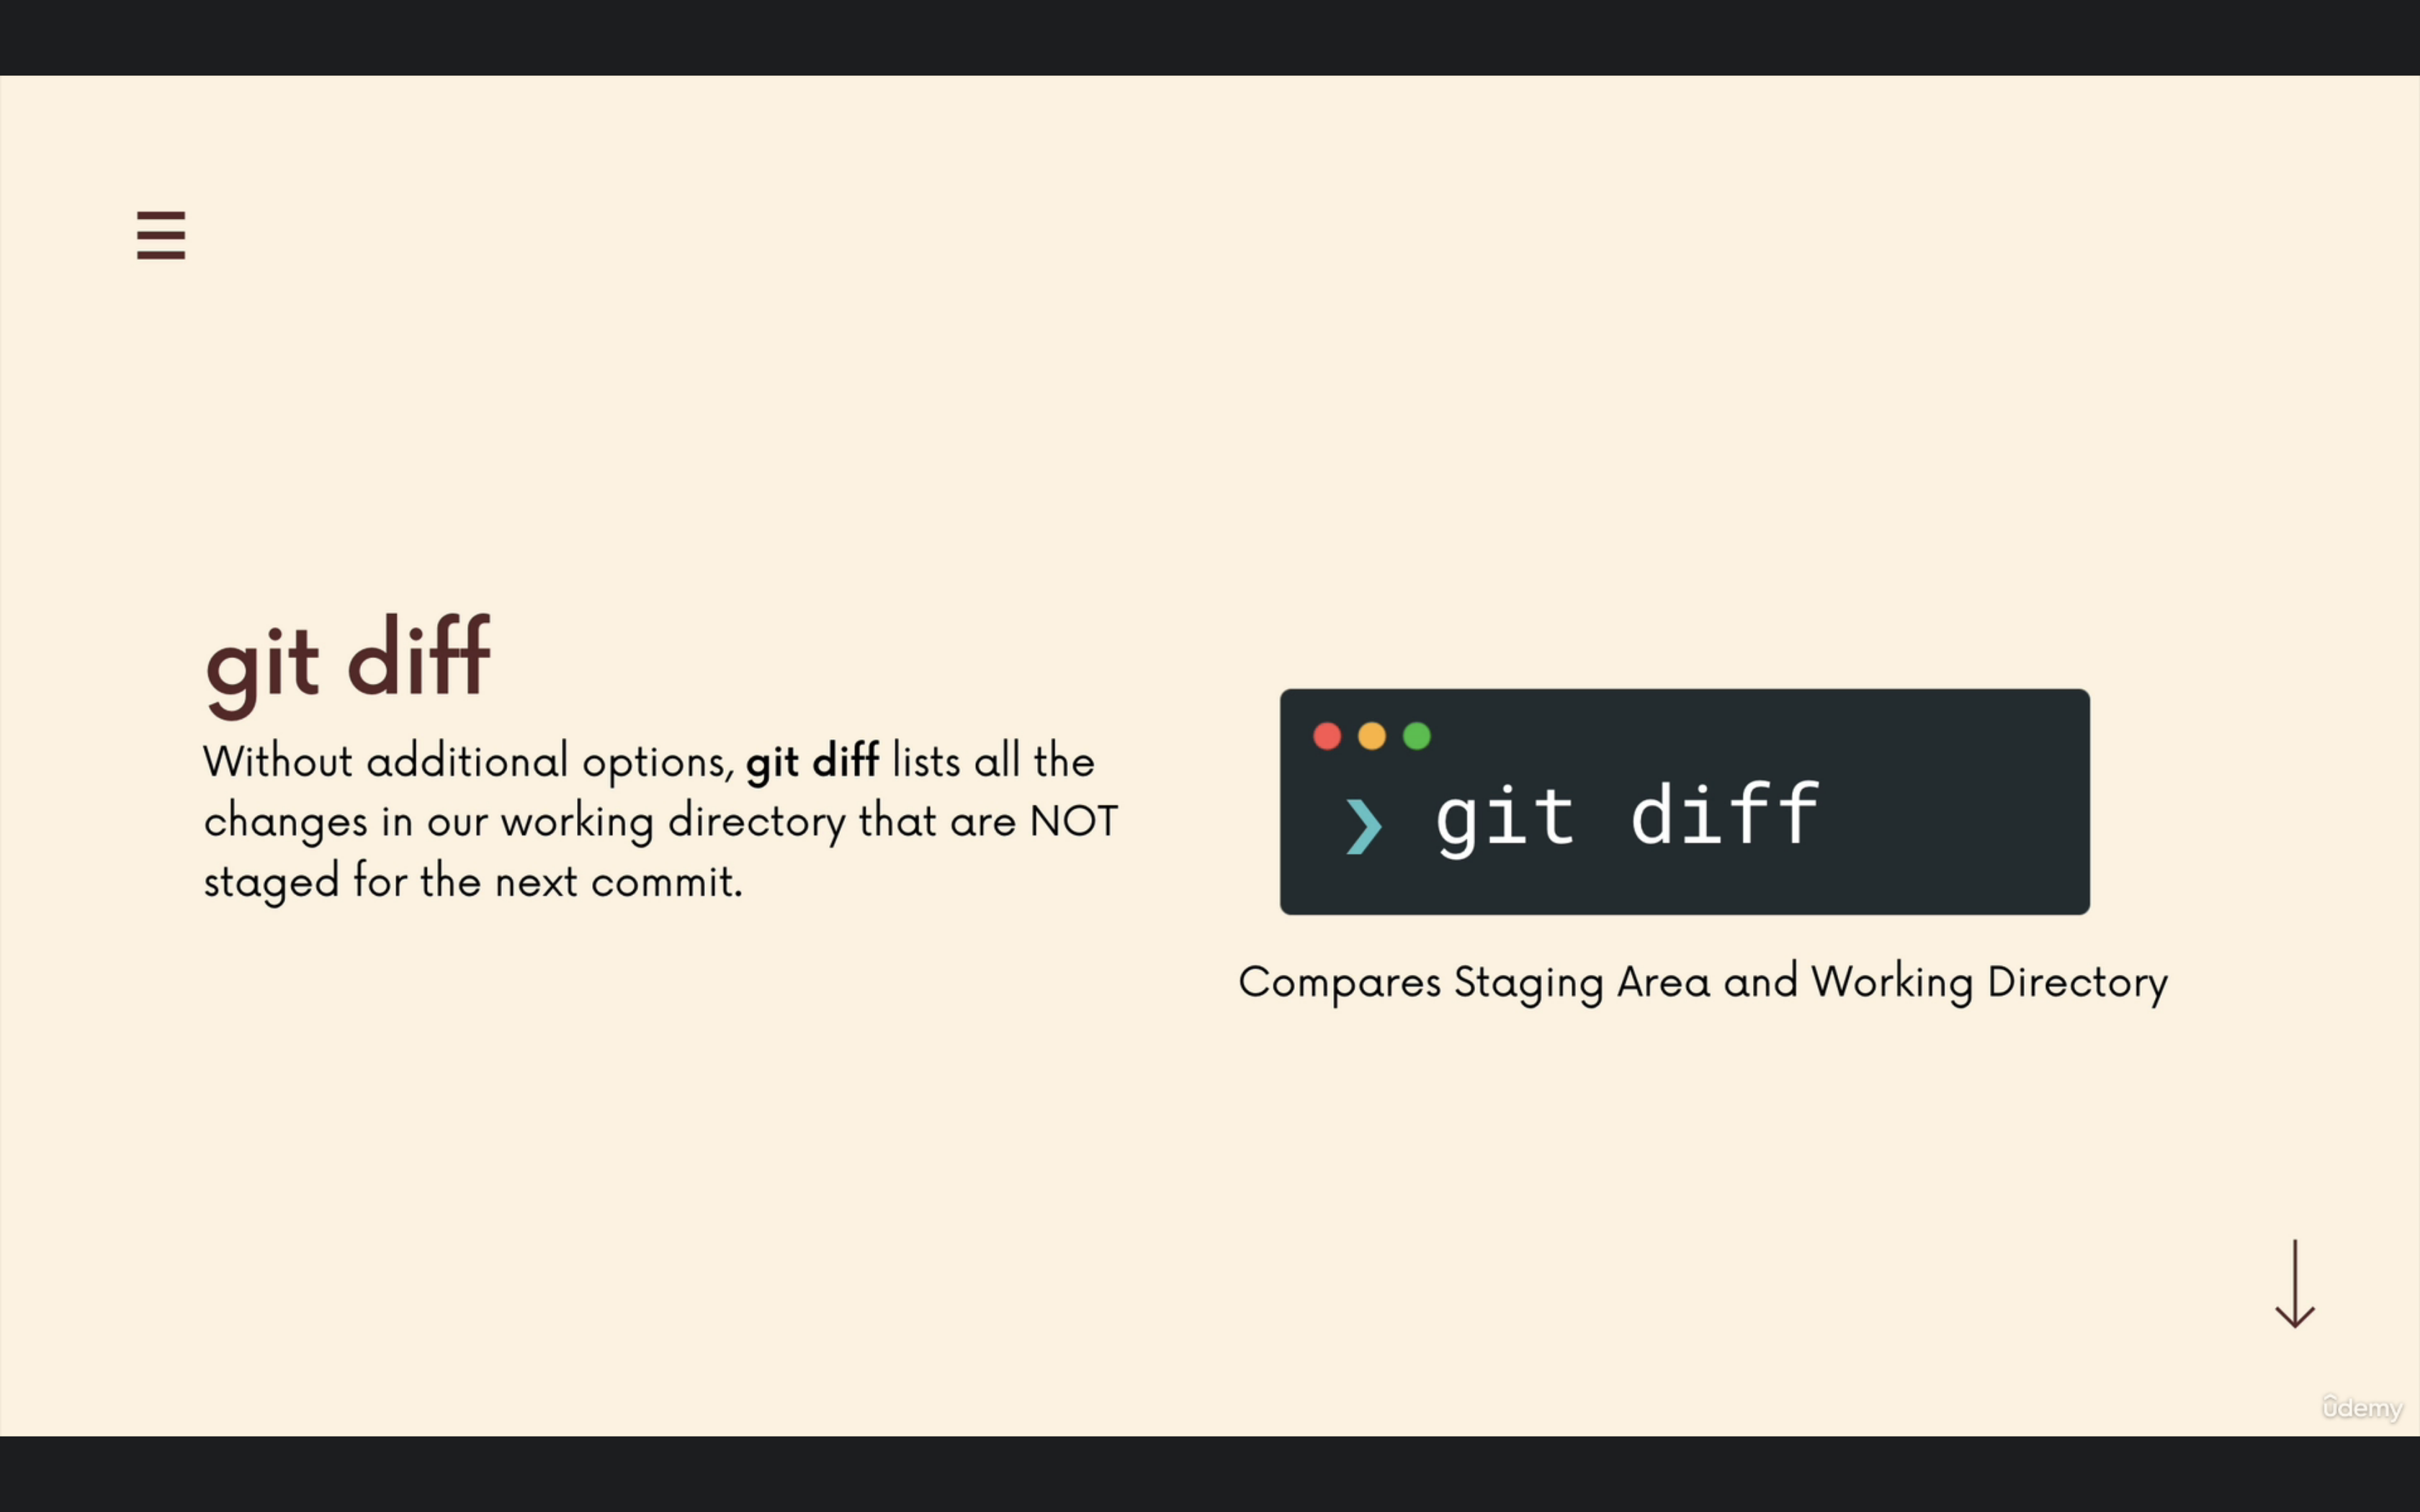 git diff
Without additional options, git diff lists all the
changes in our working directory that are NOT
staged for the next commit.
❯ git diff
Compares Staging Area and Working Directory
ûdemy